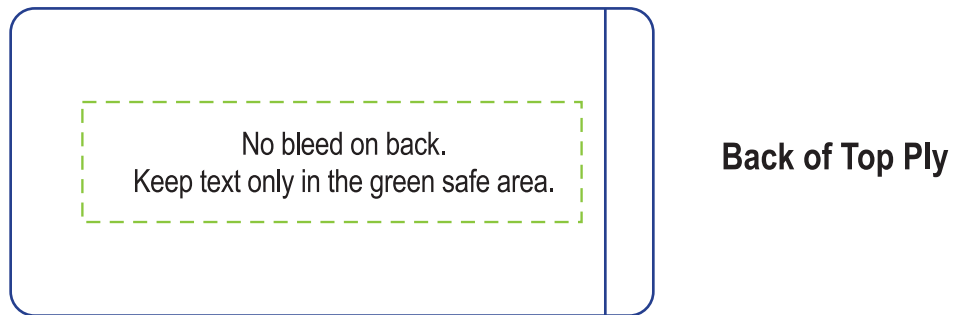 No bleed on back.
Keep text only in the green safe area.
Back of Top Ply